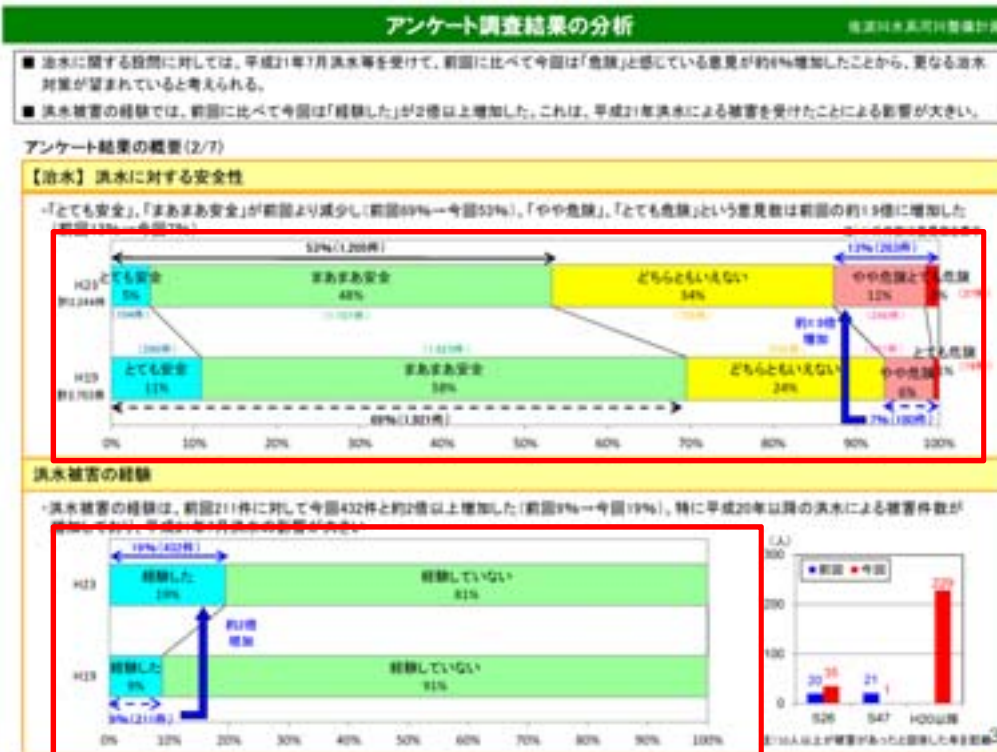 アンケート調査結果の分析
■ 治水に関する設問に対しては、平成21年7月洪水等を受けて、前回に比べて今回は「危険」と感じている意見が約6%増加したことから、更なる治水
対策が望まれていると考えられる。
■ 洪水被害の経験では、前回に比べて今回は「経験した」が2倍以上増加した。これは、平成21年洪水による被害を受けたことによる影響が大きい。
アンケート結果の概要(2/7)
【治水】 洪水に対する安全性
・「とても安全」、「まあまあ安全」が前回より減少し(前回69%→今回53%)、「やや危険」、「とても危険」という意見数は前回の約1.9倍に増加した
53%(1,205件) 13%
H23 とても安全 まあまあ安全 どちらともいえない やや危険 とても危険
5% 48% 34% 11%
約1.9倍
増加
H19 とても安全 まあまあ安全 どちらともいえない やや危険 とても危険
11% 58% 24% 6% 1%
69%(1,921件) 7%
0% 10% 20% 30% 40% 50% 60% 70% 80% 90% 100%
洪水被害の経験
・洪水被害の経験は、前回211件に対して今回432件と約2倍以上増加した(前回9%→今回19%)。特に平成20年以降の洪水による被害件数が
19%(432件)
H23 経験した 経験していない
19% 81%
約2倍
増加
H19 経験した 経験していない
9% 91%
9%(211件)
0% 10% 20% 30% 40% 50% 60% 70% 80% 90% 100%
(人)
300
■前回 ■今回
229
200
100
20 35 21 1
0
S26 S47 H20以降